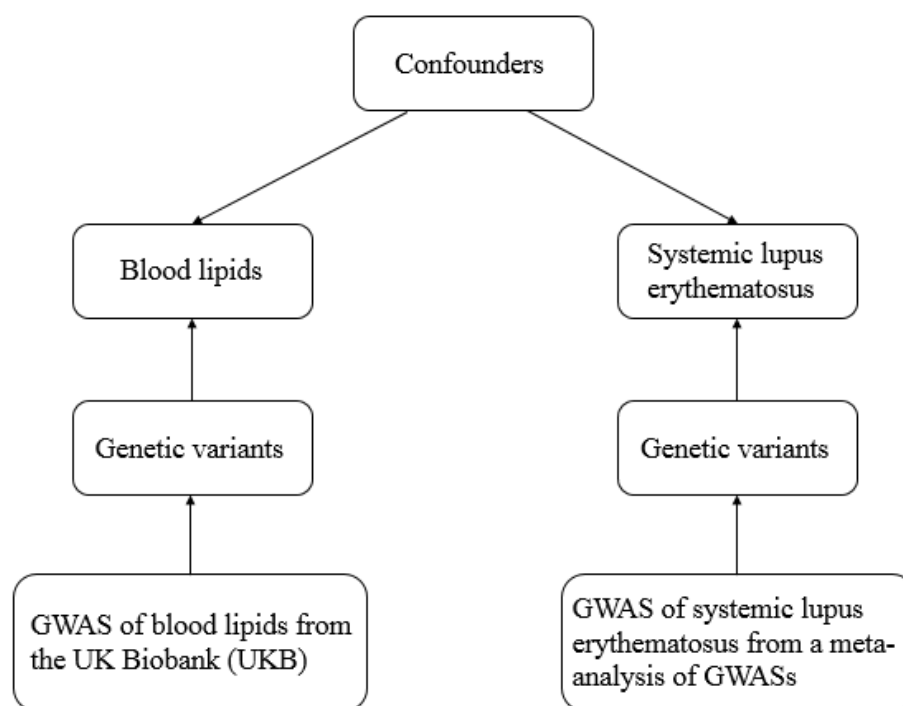 Confounders
Blood lipids
Systemic lupus
erythematosus
Genetic variants
Genetic variants
GWAS of blood lipids from
the UK Biobank (UKB)
GWAS of systemic lupus
erythematosus from a meta-
analysis of GWASs